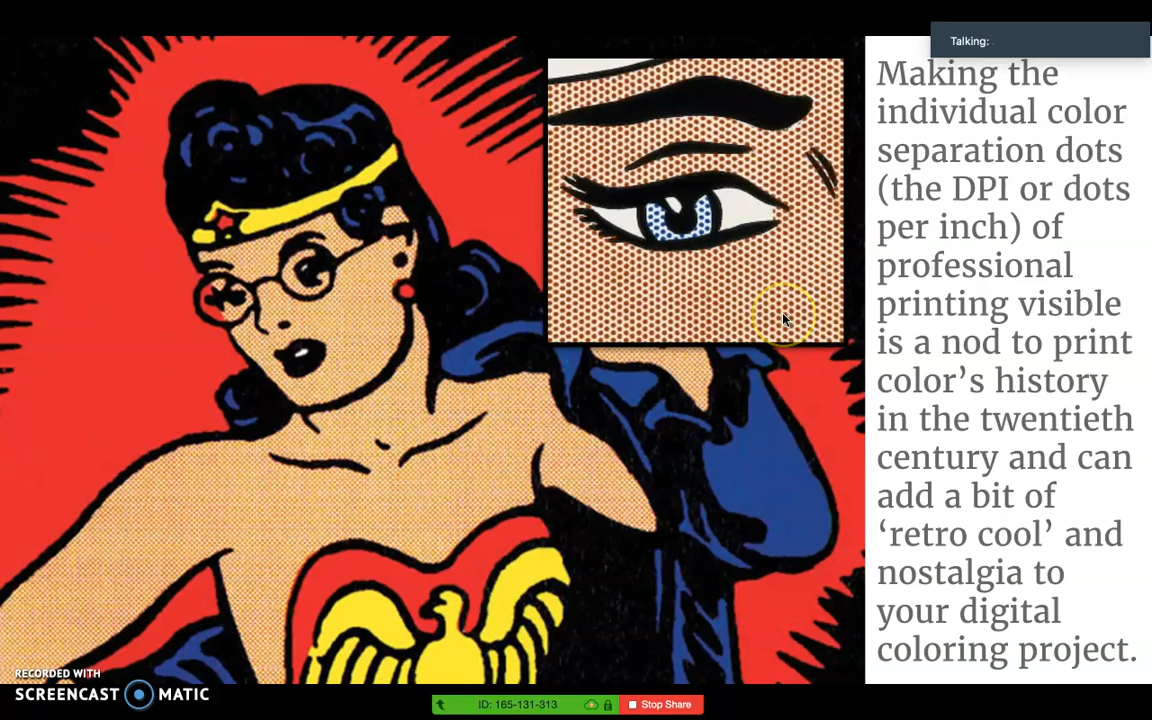 Talking:
Making the
individual color
separation dots
(the DPI or dots
per inch) of
professional
printing visible
is a nod to print
color’s history
in the twentieth
century and can
add a bit of
‘retro cool’ and
nostalgia to
your digital
coloring project.
RECORDED WITH
SCREENCAST MATIC
ID: 165-131-313
Stop Share